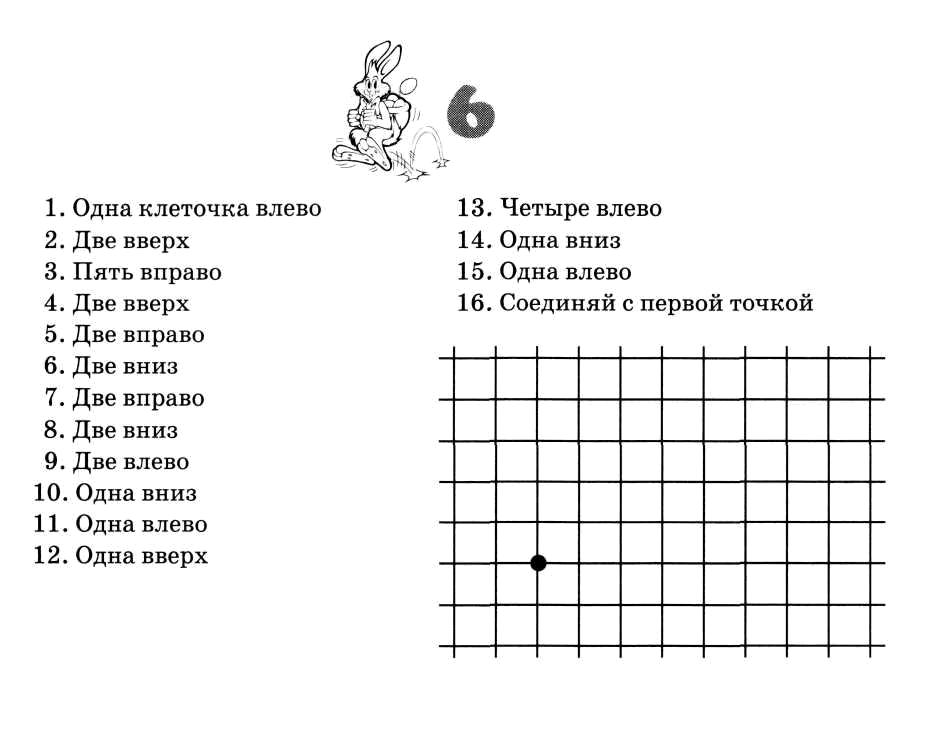 6
1. Одна клеточка влево
2. Две вверх
3. Пять вправо
4. Две вверх
5. Две вправо
6. Две вниз
7. Две вправо
8. Две вниз
9. Две влево
10. Одна вниз
11. Одна влево
12. Одна вверх
13. Четыре влево
14. Одна вниз
15. Одна влево
16. Соединяй с первой точкой